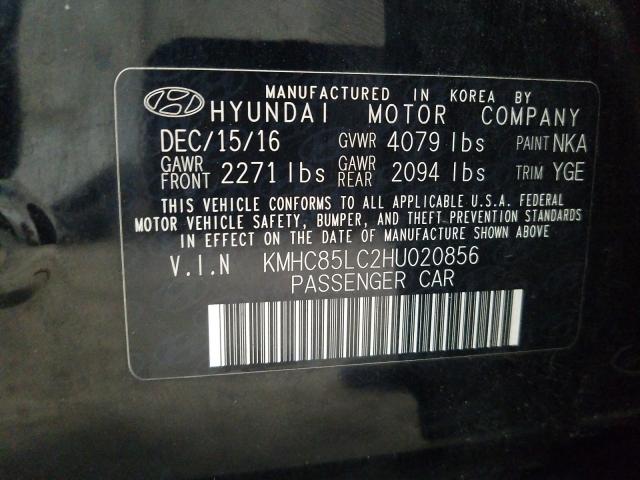 MANUFACTURED IN KOREA BY
HYUNDAI MOTOR COMPANY
DEC/15/16 GVWR 4079 lbs PAINT NKA
GAWR FRONT 2271 lbs GAWR REAR 2094 lbs TRIM YGE
THIS VEHICLE CONFORMS TO ALL APPLICABLE U.S.A. FEDERAL
MOTOR VEHICLE SAFETY, BUMPER, AND THEFT PREVENTION STANDARDS
IN EFFECT ON THE DATE OF MANUFACTURE SHOWN ABOVE.
V.I.N KMHC85LC2HU020856
PASSENGER CAR